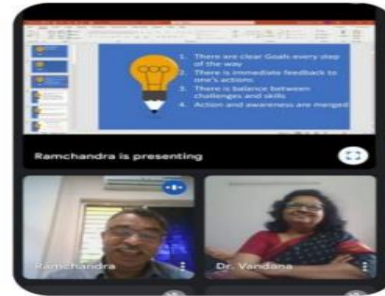 1. There are clear Goals every step
of the way
2. There is immediate feedback to
one's actions.
3. There is balance between
challenges and skills
4. Action and awareness are merged
Ramchandra is presenting
Ramchandra
Dr. Vandana